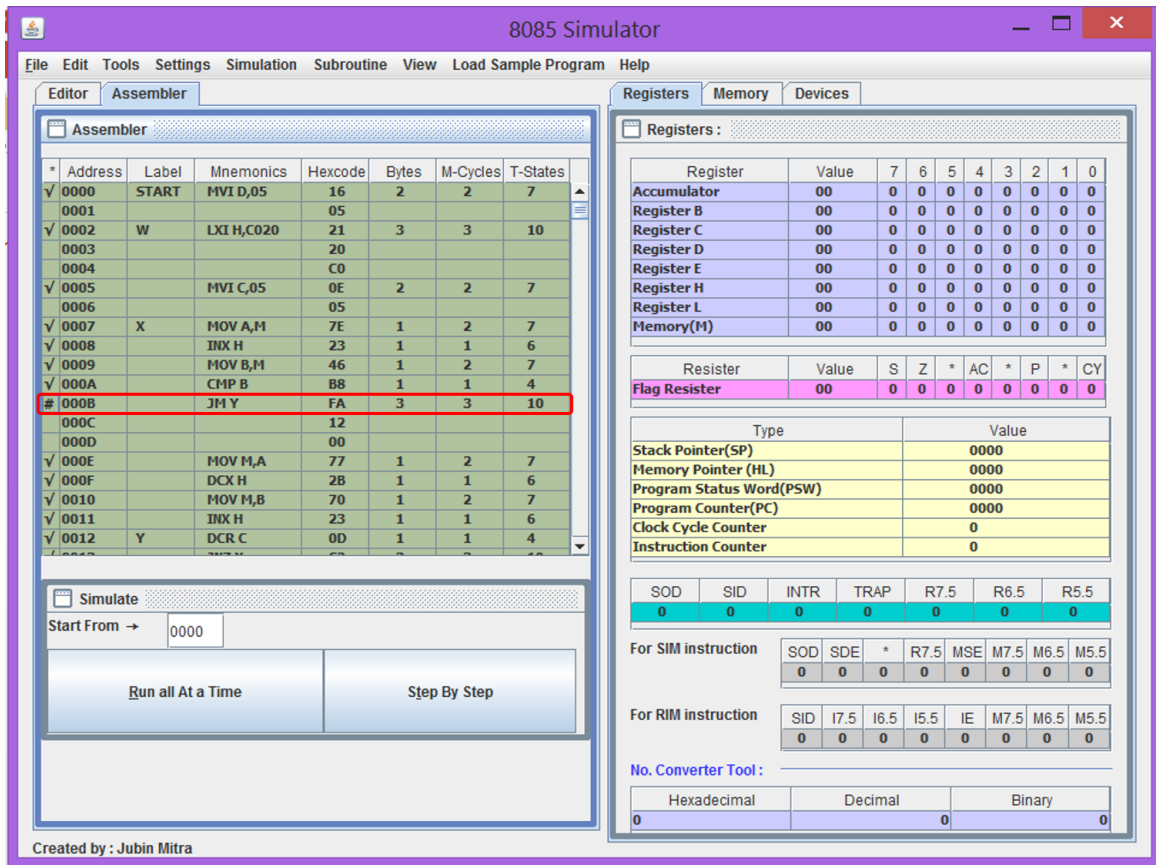 8085 Simulator
File Edit Tools Settings Simulation Subroutine View Load Sample Program Help
Editor Assembler
Assembler
* Address Label Mnemonics Hexcode Bytes M-Cycles T-States
√ 0000 START MVI D,05 16 2 2 7
0001 05
√ 0002 W LXI H,C020 21 3 3 10
0003 20
0004 C0
√ 0005 MVI C,05 0E 2 2 7
0006 05
√ 0007 X MOV A,M 7E 1 2 7
√ 0008 INX H 23 1 1 6
√ 0009 MOV B,M 46 1 2 7
√ 000A CMP B B8 1 1 4
# 000B JM Y FA 3 3 10
000C 12
000D 00
√ 000E MOV M,A 77 1 2 7
√ 000F DCX H 2B 1 1 6
√ 0010 MOV M,B 70 1 2 7
√ 0011 INX H 23 1 1 6
√ 0012 Y DCR C 0D 1 1 4
Simulate
Start From → 0000
Run all At a Time Step By Step
Created by : Jubin Mitra
Registers Memory Devices
Registers :
Register Value 7 6 5 4 3 2 1 0
Accumulator 00 0 0 0 0 0 0 0 0
Register B 00 0 0 0 0 0 0 0 0
Register C 00 0 0 0 0 0 0 0 0
Register D 00 0 0 0 0 0 0 0 0
Register E 00 0 0 0 0 0 0 0 0
Register H 00 0 0 0 0 0 0 0 0
Register L 00 0 0 0 0 0 0 0 0
Memory(M) 00 0 0 0 0 0 0 0 0
Resister Value S Z * AC * P * CY
Flag Resister 00 0 0 0 0 0 0 0 0
Type Value
Stack Pointer(SP) 0000
Memory Pointer (HL) 0000
Program Status Word(PSW) 0000
Program Counter(PC) 0000
Clock Cycle Counter 0
Instruction Counter 0
SOD SID INTR TRAP R7.5 R6.5 R5.5
0 0 0 0 0 0 0
For SIM instruction SOD SDE * R7.5 MSE M7.5 M6.5 M5.5
0 0 0 0 0 0 0 0
For RIM instruction SID I7.5 I6.5 I5.5 IE M7.5 M6.5 M5.5
0 0 0 0 0 0 0 0
No. Converter Tool :
Hexadecimal Decimal Binary
0 0 0